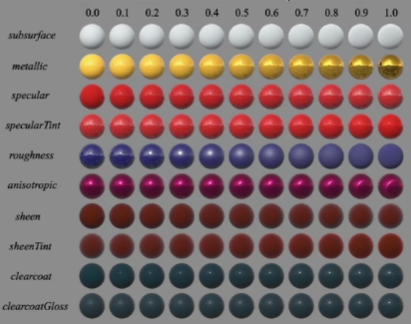 0.0 0.1 0.2 0.3 0.4 0.5 0.6 0.7 0.8 0.9 1.0
subsurface
metallic
specular
specularTint
roughness
anisotropic
sheen
sheenTint
clearcoat
clearcoatGloss